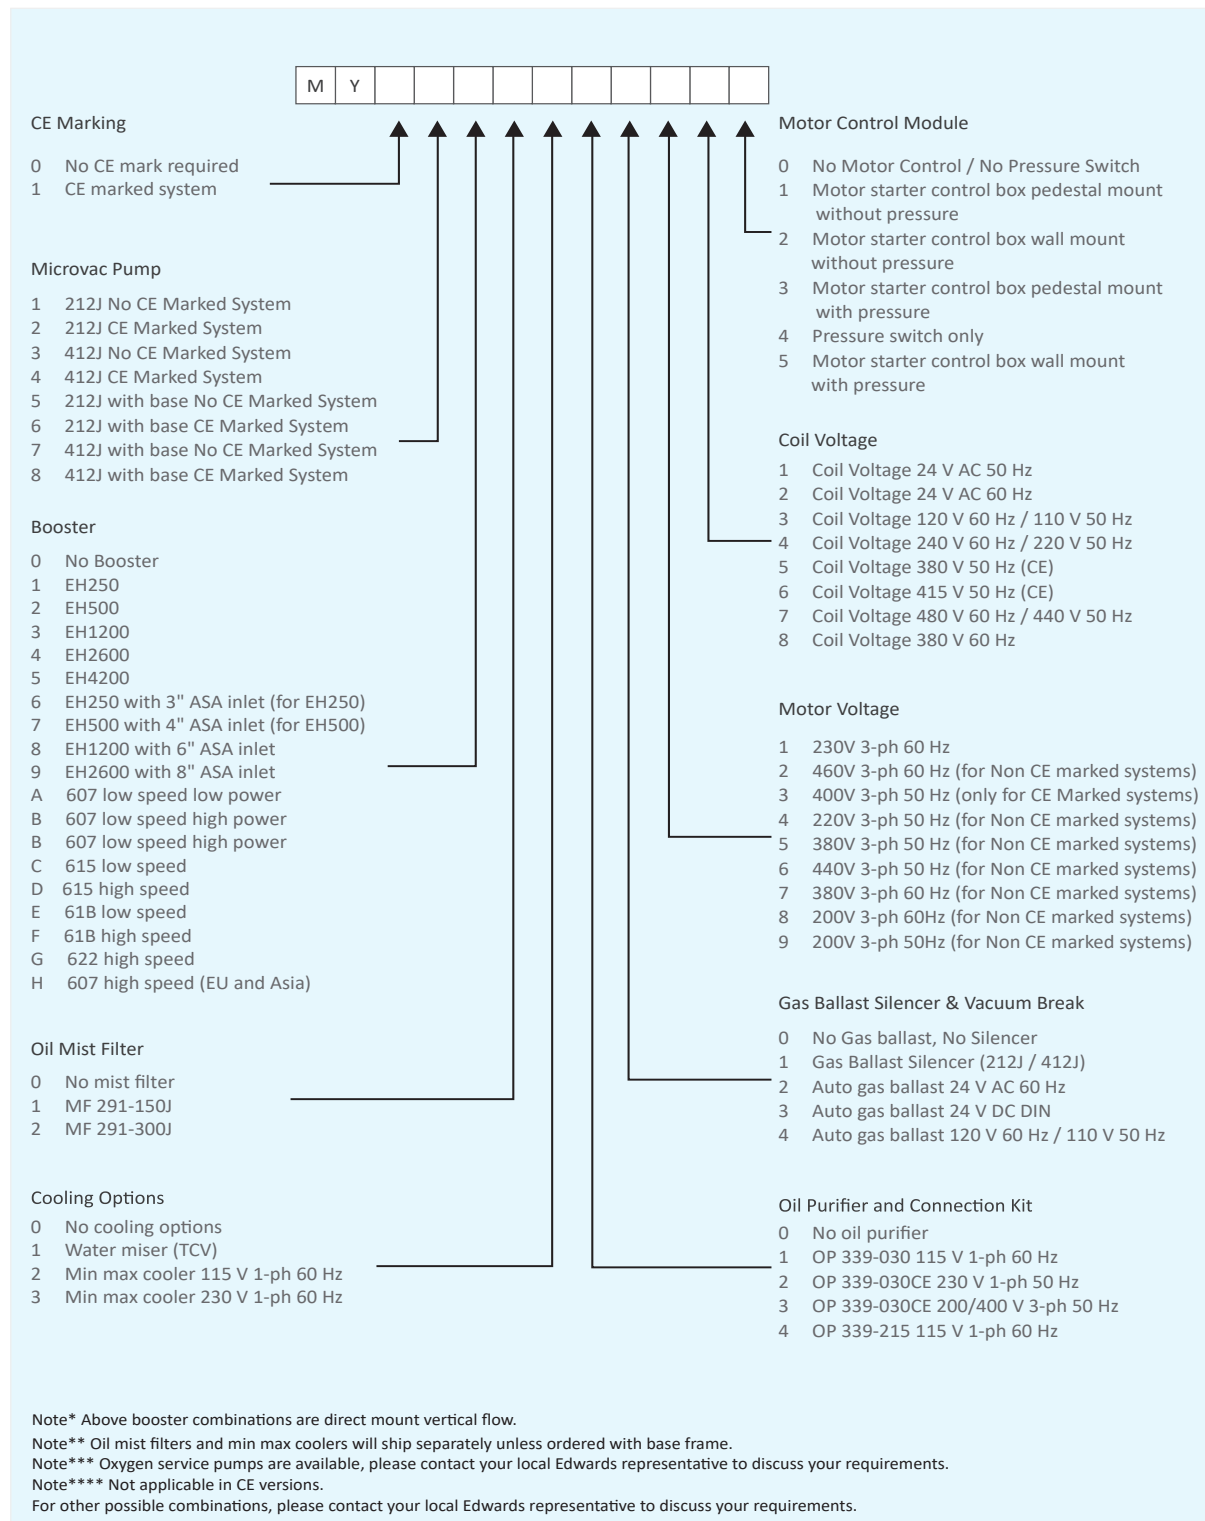 M Y
CE Marking
0 No CE mark required
1 CE marked system
Microvac Pump
1 212J No CE Marked System
2 212J CE Marked System
3 412J No CE Marked System
4 412J CE Marked System
5 212J with base No CE Marked System
6 212J with base CE Marked System
7 412J with base No CE Marked System
8 412J with base CE Marked System
Booster
0 No Booster
1 EH250
2 EH500
3 EH1200
4 EH2600
5 EH4200
6 EH250 with 3" ASA inlet (for EH250)
7 EH500 with 4" ASA inlet (for EH500)
8 EH1200 with 6" ASA inlet
9 EH2600 with 8" ASA inlet
A 607 low speed low power
B 607 low speed high power
B 607 low speed high power
C 615 low speed
D 615 high speed
E 61B low speed
F 61B high speed
G 622 high speed
H 607 high speed (EU and Asia)
Oil Mist Filter
0 No mist filter
1 MF 291-150J
2 MF 291-300J
Cooling Options
0 No cooling options
1 Water miser (TCV)
2 Min max cooler 115 V 1-ph 60 Hz
3 Min max cooler 230 V 1-ph 60 Hz
Motor Control Module
0 No Motor Control / No Pressure Switch
1 Motor starter control box pedestal mount
without pressure
2 Motor starter control box wall mount
without pressure
3 Motor starter control box pedestal mount
with pressure
4 Pressure switch only
5 Motor starter control box wall mount
with pressure
Coil Voltage
1 Coil Voltage 24 V AC 50 Hz
2 Coil Voltage 24 V AC 60 Hz
3 Coil Voltage 120 V 60 Hz / 110 V 50 Hz
4 Coil Voltage 240 V 60 Hz / 220 V 50 Hz
5 Coil Voltage 380 V 50 Hz (CE)
6 Coil Voltage 415 V 50 Hz (CE)
7 Coil Voltage 480 V 60 Hz / 440 V 50 Hz
8 Coil Voltage 380 V 60 Hz
Motor Voltage
1 230V 3-ph 60 Hz
2 460V 3-ph 60 Hz (for Non CE marked systems)
3 400V 3-ph 50 Hz (only for CE Marked systems)
4 220V 3-ph 50 Hz (for Non CE marked systems)
5 380V 3-ph 50 Hz (for Non CE marked systems)
6 440V 3-ph 50 Hz (for Non CE marked systems)
7 380V 3-ph 60 Hz (for Non CE marked systems)
8 200V 3-ph 60Hz (for Non CE marked systems)
9 200V 3-ph 50Hz (for Non CE marked systems)
Gas Ballast Silencer & Vacuum Break
0 No Gas ballast, No Silencer
1 Gas Ballast Silencer (212J / 412J)
2 Auto gas ballast 24 V AC 60 Hz
3 Auto gas ballast 24 V DC DIN
4 Auto gas ballast 120 V 60 Hz / 110 V 50 Hz
Oil Purifier and Connection Kit
0 No oil purifier
1 OP 339-030 115 V 1-ph 60 Hz
2 OP 339-030CE 230 V 1-ph 50 Hz
3 OP 339-030CE 200/400 V 3-ph 50 Hz
4 OP 339-215 115 V 1-ph 60 Hz
Note* Above booster combinations are direct mount vertical flow.
Note** Oil mist filters and min max coolers will ship separately unless ordered with base frame.
Note*** Oxygen service pumps are available, please contact your local Edwards representative to discuss your requirements.
Note**** Not applicable in CE versions.
For other possible combinations, please contact your local Edwards representative to discuss your requirements.